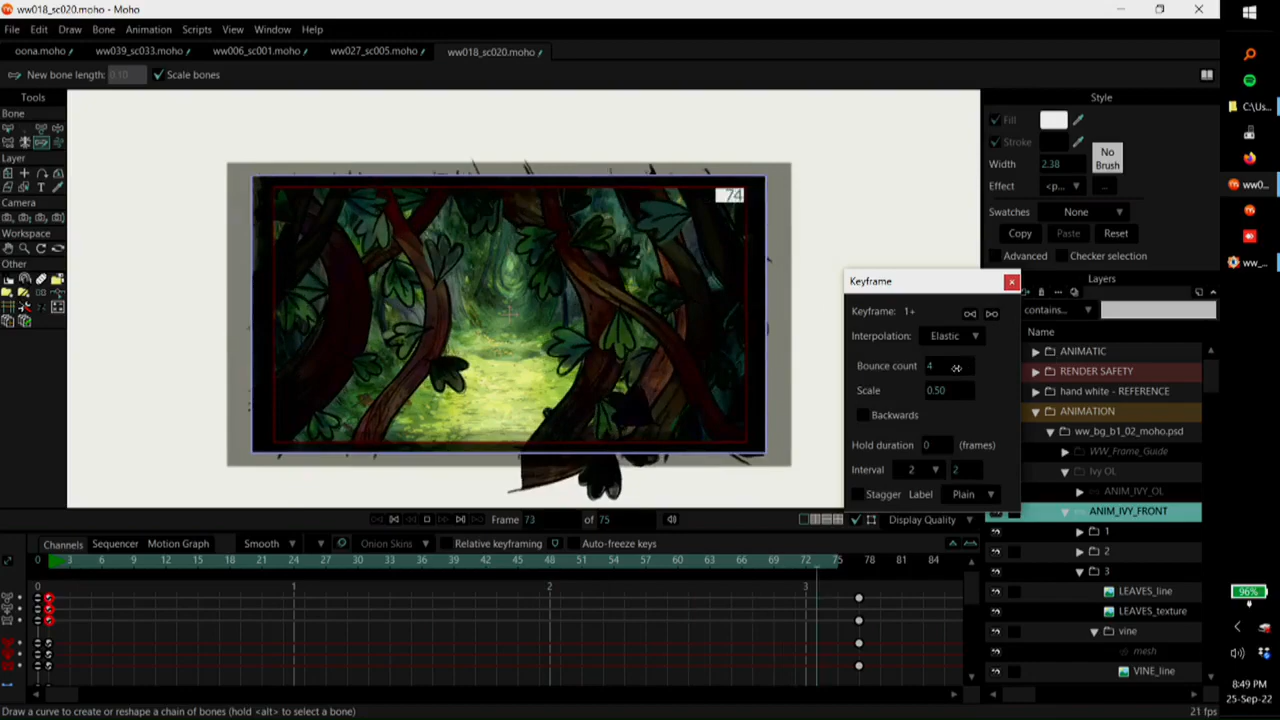 ww018_sc020.moho - Moho
File Edit Draw Bone Animation Scripts View Window Help
oona.moho ww039_sc033.moho ww006_sc001.moho ww027_sc005.moho ww018_sc020.moho
New bone length: 0.10 Scale bones
Tools
Bone
Layer
Camera
Workspace
Other
74
Style
Fill
Stroke
Width 2.38
No Brush
Effect <p... ...
Swatches None
Copy Paste Reset
Advanced Checker selection
Layers
contains...
Name
ANIMATIC
RENDER SAFETY
hand white - REFERENCE
ANIMATION
ww_bg_b1_02_moho.psd
WW_Frame_Guide
Ivy OL
ANIM_IVY_OL
ANIM_IVY_FRONT
1
2
3
LEAVES_line
LEAVES_texture
vine
mesh
VINE_line
Keyframe
Keyframe: 1+
Interpolation: Elastic
Bounce count 4
Scale 0.50
Backwards
Hold duration 0 (frames)
Interval 2 2
Stagger Label Plain
Frame 73 of 75
Display Quality
Channels Sequencer Motion Graph Smooth Onion Skins Relative keyframing Auto-freeze keys
0 3 6 9 12 15 18 21 24 27 30 33 36 39 42 45 48 51 54 57 60 63 66 69 72 75 78 81 84
0 1 2 3
Draw a curve to create or reshape a chain of bones (hold <alt> to select a bone)
21 fps
C:\Us...
ww0...
ww_...
96%
8:49 PM
25-Sep-22